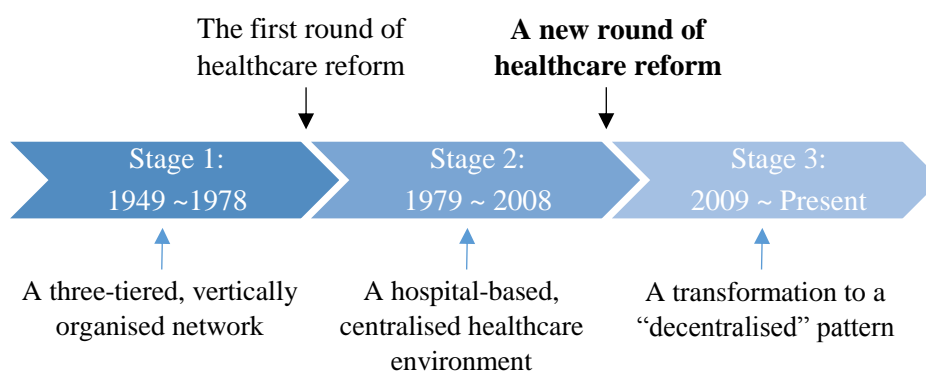 The first round of
healthcare reform
A new round of
healthcare reform
Stage 1:
1949 ~1978
Stage 2:
1979 ~ 2008
Stage 3:
2009 ~ Present
A three-tiered, vertically
organised network
A hospital-based,
centralised healthcare
environment
A transformation to a
“decentralised” pattern